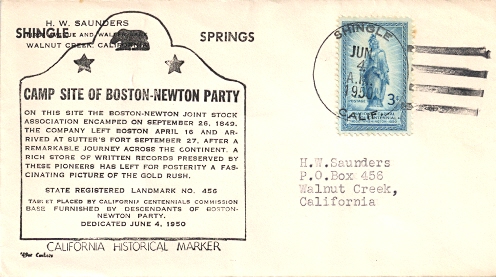 H. W. SAUNDERS
SHINGLE SPRINGS
WALNUT CREEK, CALIFORNIA
CAMP SITE OF BOSTON-NEWTON PARTY
ON THIS SITE THE BOSTON-NEWTON JOINT STOCK
ASSOCIATION ENCAMPED ON SEPTEMBER 26, 1849.
THE COMPANY LEFT BOSTON APRIL 16 AND AR-
RIVED AT SUTTER'S FORT SEPTEMBER 27, AFTER A
REMARKABLE JOURNEY ACROSS THE CONTINENT. A
RICH STORE OF WRITTEN RECORDS PRESERVED BY
THESE PIONEERS HAS LEFT FOR POSTERITY A FAS-
CINATING PICTURE OF THE GOLD RUSH.
STATE REGISTERED LANDMARK NO. 456
TABLET PLACED BY CALIFORNIA CENTENNIALS COMMISSION
BASE FURNISHED BY DESCENDANTS OF BOSTON-
NEWTON PARTY.
DEDICATED JUNE 4, 1950
CALIFORNIA HISTORICAL MARKER
SHINGLE
JUN
4
A.M.
1950
CALIF.
3¢
H.W.Saunders
P.O.Box 456
Walnut Creek,
California